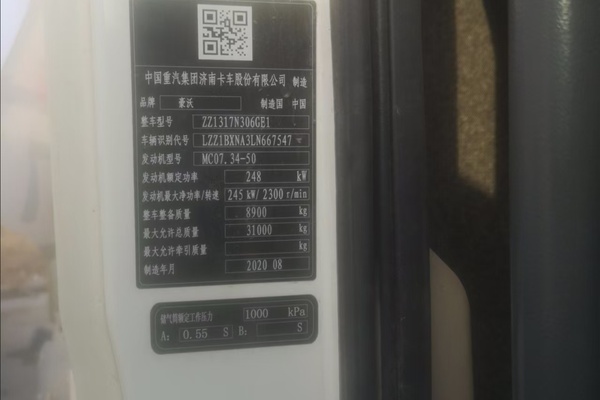 中国重汽集团济南卡车股份有限公司 制造
品牌 豪沃 制造国 中国
整车型号 ZZ1317N306GE1
车辆识别代号 LZZ1BXNA3LN667547
发动机型号 MC07.34-50
发动机额定功率 248 kW
发动机最大净功率/转速 245 kW/ 2300 r/min
整车整备质量 8900 kg
最大允许总质量 31000 kg
最大允许牵引质量 kg
制造年月 2020 08
储气筒额定工作压力 1000 kPa
A: 0.55 S B: S